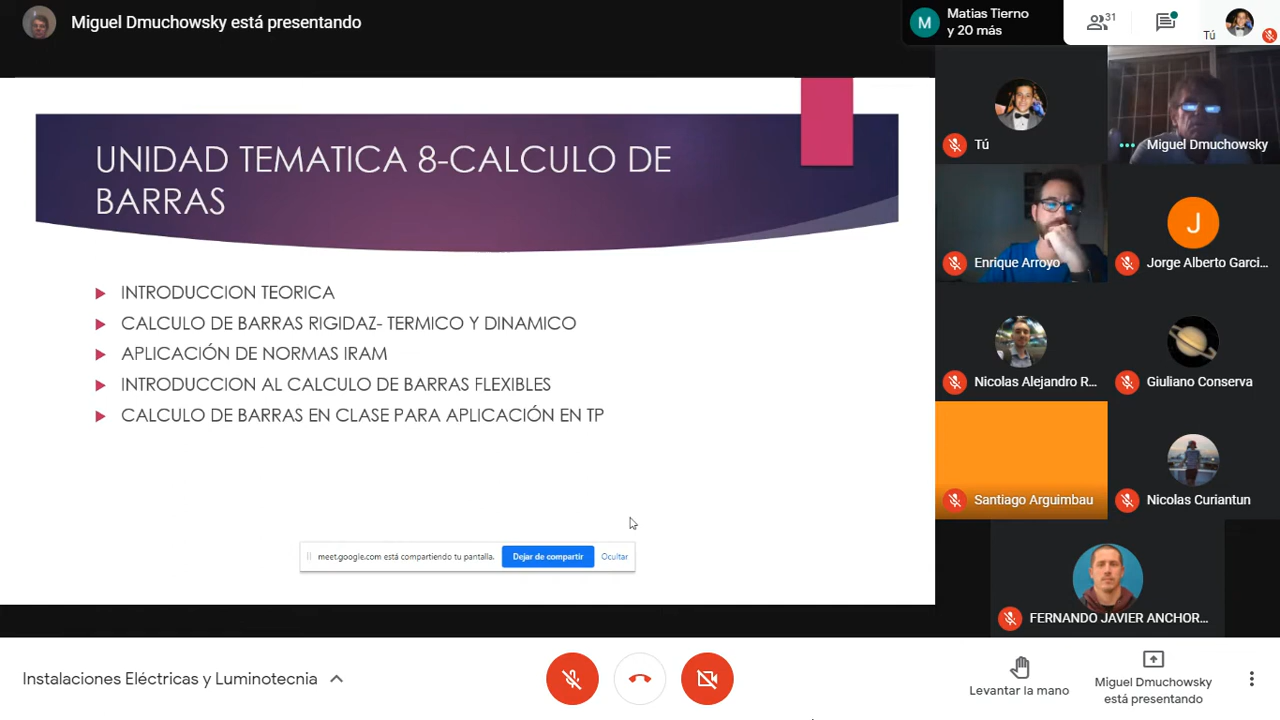 Miguel Dmuchowsky está presentando
Matias Tierno
y 20 más
M
31
Tú
UNIDAD TEMATICA 8-CALCULO DE
BARRAS
INTRODUCCION TEORICA
CALCULO DE BARRAS RIGIDAZ- TERMICO Y DINAMICO
APLICACIÓN DE NORMAS IRAM
INTRODUCCION AL CALCULO DE BARRAS FLEXIBLES
CALCULO DE BARRAS EN CLASE PARA APLICACIÓN EN TP
meet.google.com está compartiendo tu pantalla.
Dejar de compartir
Ocultar
Tú
Miguel Dmuchowsky
Enrique Arroyo
J
Jorge Alberto Garci...
Nicolas Alejandro R...
Giuliano Conserva
Santiago Arguimbau
Nicolas Curiantun
FERNANDO JAVIER ANCHOR...
Instalaciones Eléctricas y Luminotecnia
Levantar la mano
Miguel Dmuchowsky
está presentando